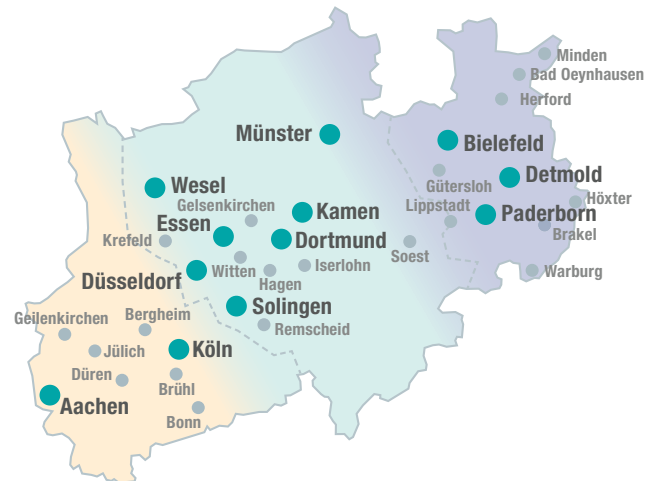 Minden
Bad Oeynhausen
Herford
Münster
Bielefeld
Detmold
Wesel
Gütersloh
Höxter
Gelsenkirchen
Lippstadt
Kamen
Paderborn
Essen
Brakel
Krefeld
Dortmund
Soest
Witten
Iserlohn
Warburg
Düsseldorf
Hagen
Solingen
Geilenkirchen
Bergheim
Remscheid
Jülich
Köln
Düren
Brühl
Aachen
Bonn